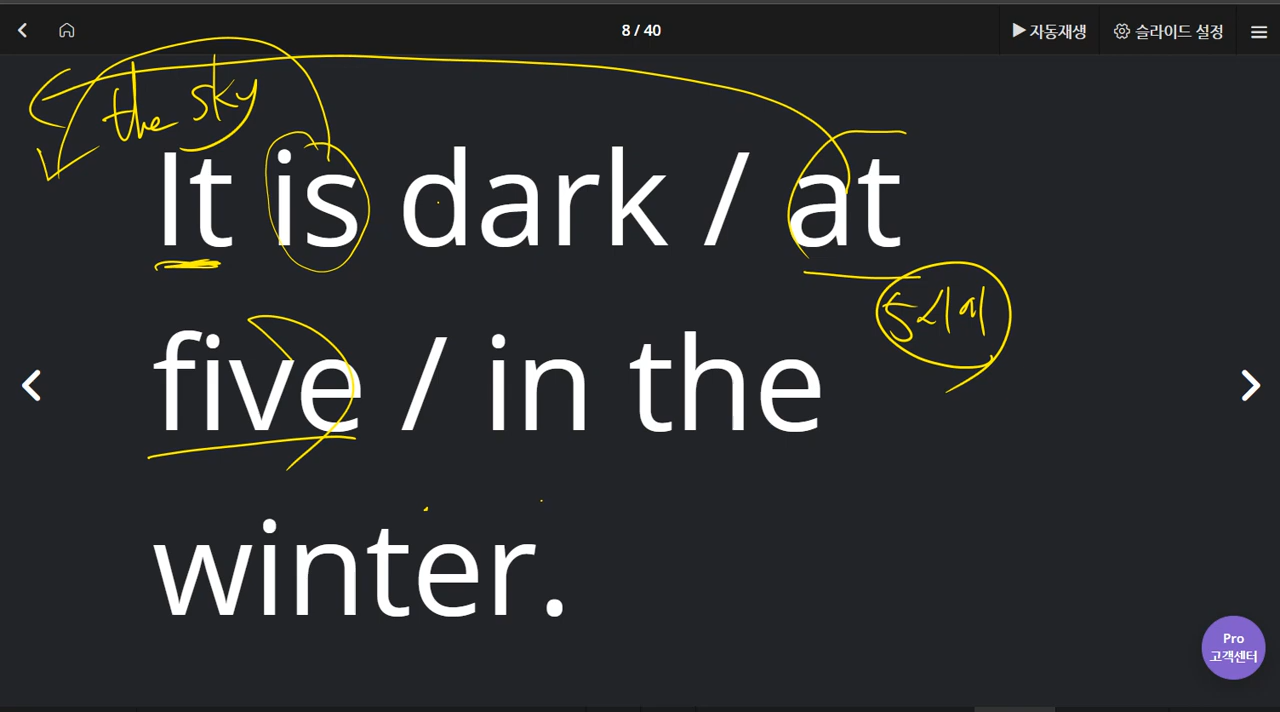 8 / 40
▶ 자동재생
슬라이드 설정
the sky
It is dark / at
5시에
five / in the
winter.
Pro
고객센터